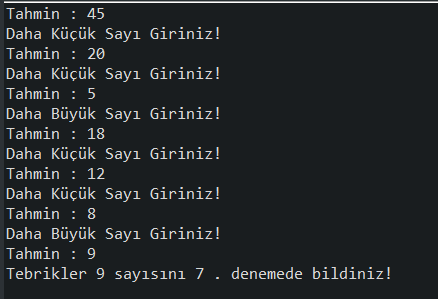 Tahmin : 45
Daha Küçük Sayı Giriniz!
Tahmin : 20
Daha Küçük Sayı Giriniz!
Tahmin : 5
Daha Büyük Sayı Giriniz!
Tahmin : 18
Daha Küçük Sayı Giriniz!
Tahmin : 12
Daha Küçük Sayı Giriniz!
Tahmin : 8
Daha Büyük Sayı Giriniz!
Tahmin : 9
Tebrikler 9 sayısını 7 . denemede bildiniz!